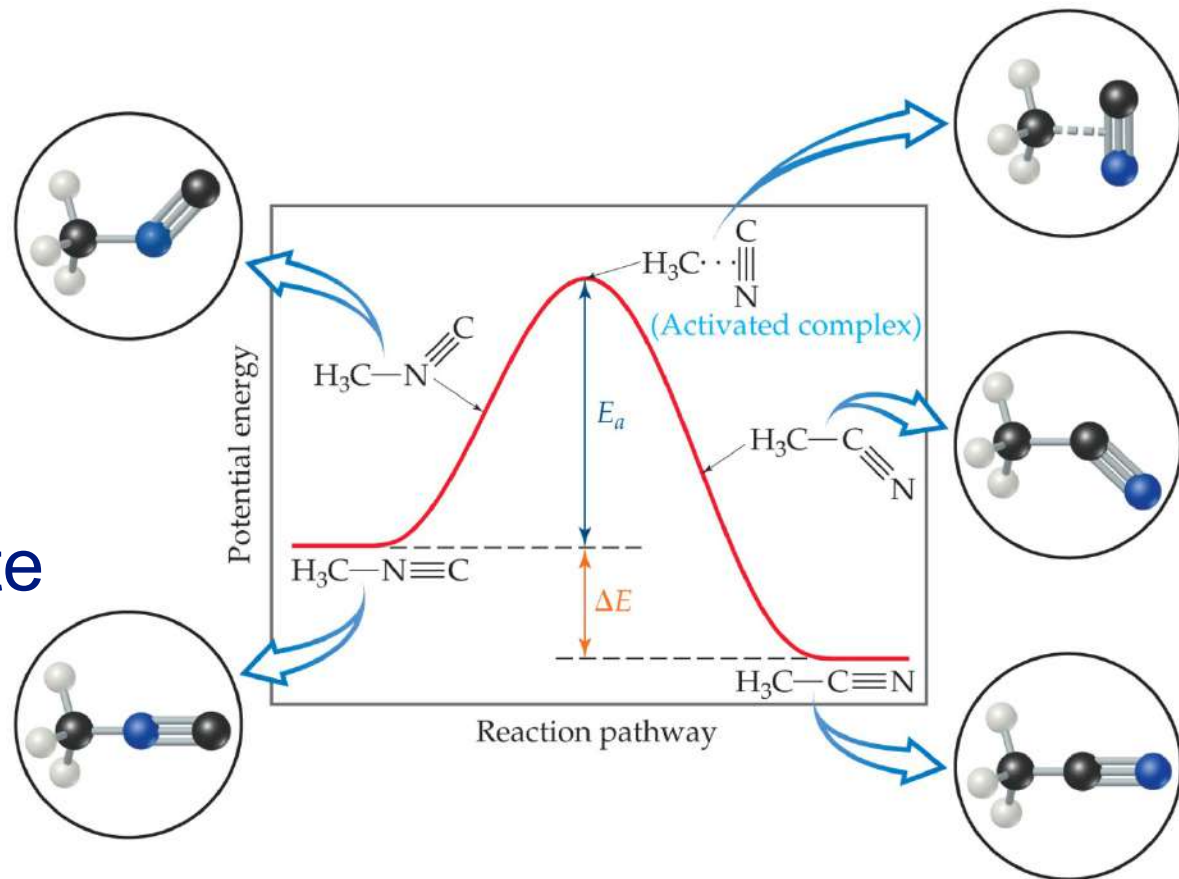 C
H₃C···|||
N
(Activated complex)
C
H₃C—N
Eₐ
H₃C—C
N
Potential energy
H₃C—N≡C
ΔE
H₃C—C≡N
Reaction pathway